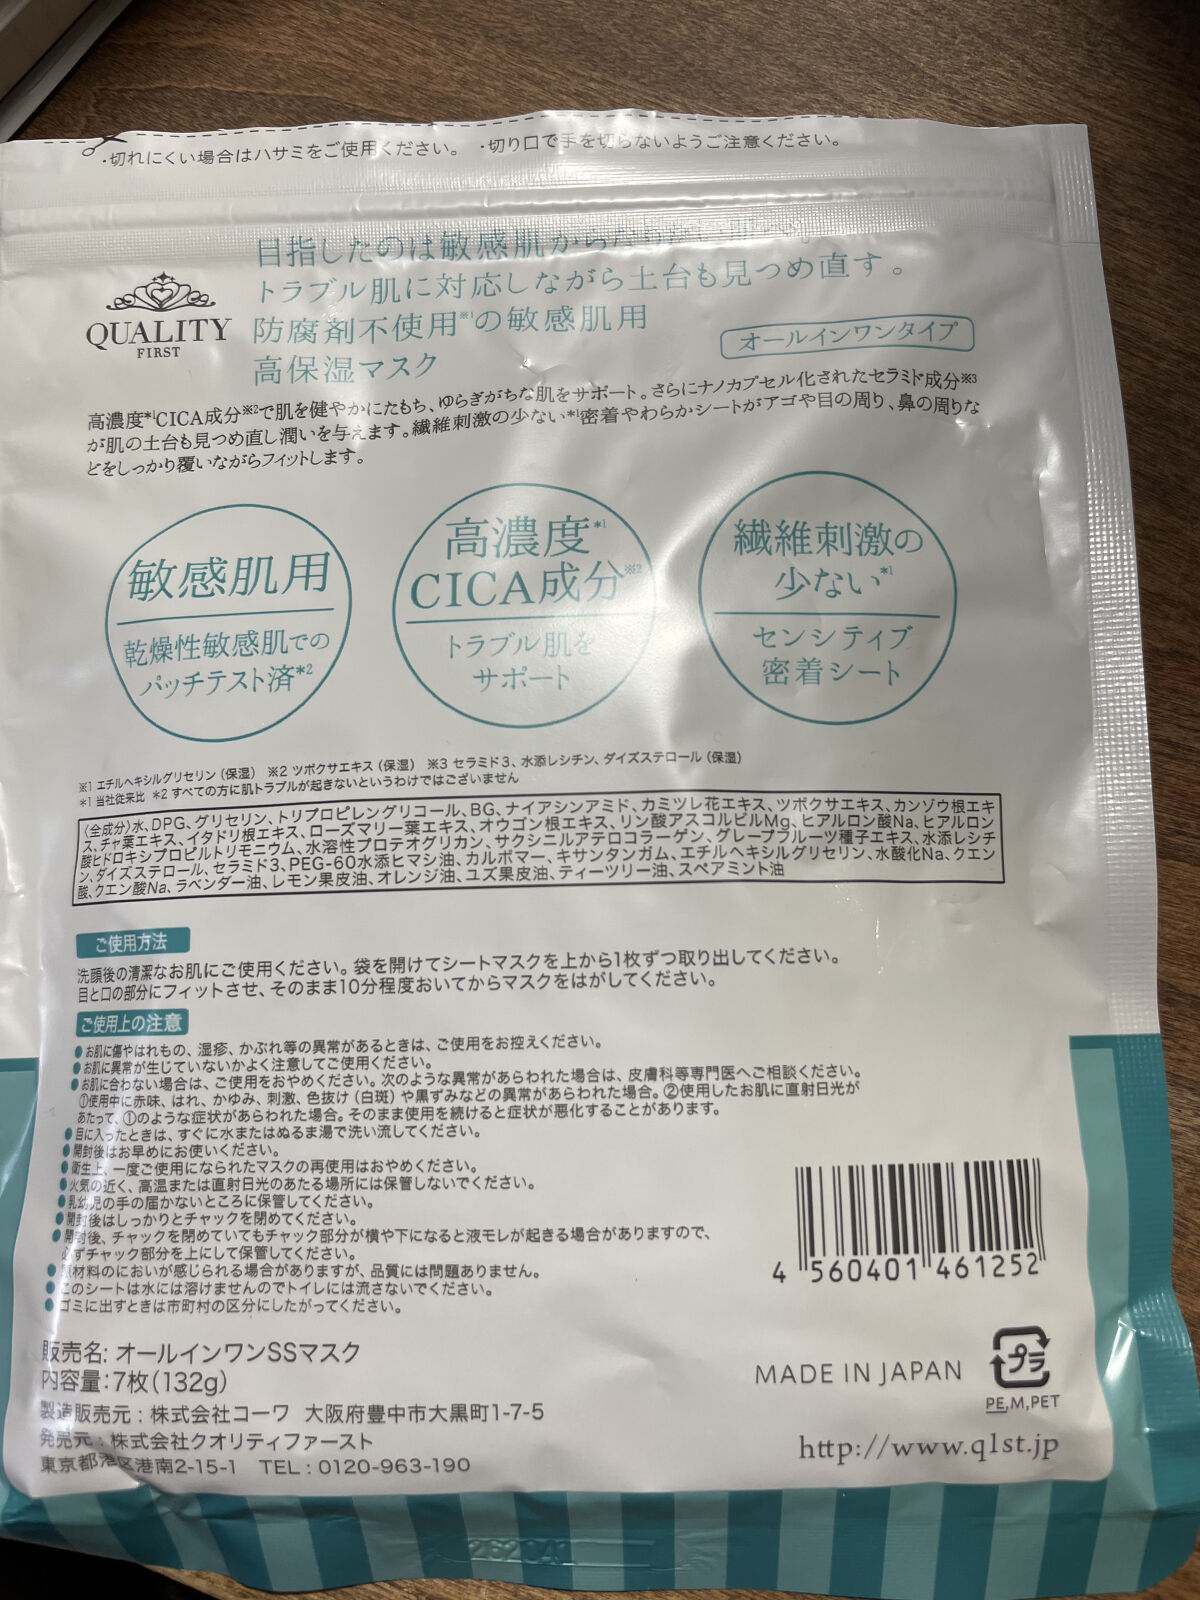 ・切れにくい場合はハサミをご使用ください。 ・切り口で手を切らないようご注意ください。
目指したのは敏感肌から
トラブル肌に対応しながら土台も見つめ直す。
防腐剤不使用※1の敏感肌用
高保湿マスク
QUALITY
FIRST
オールインワンタイプ
高濃度*1CICA成分※2で肌を健やかにたもち、ゆらぎがちな肌をサポート。さらにナノカプセル化されたセラミド成分※3
が肌の土台も見つめ直し潤いを与えます。繊維刺激の少ない*1密着やわらかシートがアゴや目の周り、鼻の周りな
どをしっかり覆いながらフィットします。
敏感肌用
乾燥性敏感肌での
パッチテスト済*2
高濃度*1
CICA成分※2
トラブル肌を
サポート
繊維刺激の
少ない*1
センシティブ
密着シート
※1 エチルヘキシルグリセリン（保湿） ※2 ツボクサエキス（保湿） ※3 セラミド3、水添レシチン、ダイズステロール（保湿）
*1 当社従来比 *2 すべての方に肌トラブルが起きないというわけではございません
〈全成分〉水、DPG、グリセリン、トリプロピレングリコール、BG、ナイアシンアミド、カミツレ花エキス、ツボクサエキス、カンゾウ根エキ
ス、チャ葉エキス、イタドリ根エキス、ローズマリー葉エキス、オウゴン根エキス、リン酸アスコルビルMg、ヒアルロン酸Na、ヒアルロン
酸ヒドロキシプロピルトリモニウム、水溶性プロテオグリカン、サクシニルアテロコラーゲン、グレープフルーツ種子エキス、水添レシチ
ン、ダイズステロール、セラミド3、PEG-60水添ヒマシ油、カルボマー、キサンタンガム、エチルヘキシルグリセリン、水酸化Na、クエン
酸、クエン酸Na、ラベンダー油、レモン果皮油、オレンジ油、ユズ果皮油、ティーツリー油、スペアミント油
ご使用方法
洗顔後の清潔なお肌にご使用ください。袋を開けてシートマスクを上から1枚ずつ取り出してください。
目と口の部分にフィットさせ、そのまま10分程度おいてからマスクをはがしてください。
ご使用上の注意
●お肌に傷やはれもの、湿疹、かぶれ等の異常があるときは、ご使用をお控えください。
●お肌に異常が生じていないかよく注意してご使用ください。
●お肌に合わない場合は、ご使用をおやめください。次のような異常があらわれた場合は、皮膚科等専門医へご相談ください。
①使用中に赤味、はれ、かゆみ、刺激、色抜け（白斑）や黒ずみなどの異常があらわれた場合。②使用したお肌に直射日光が
あたって、①のような症状があらわれた場合。そのまま使用を続けると症状が悪化することがあります。
●目に入ったときは、すぐに水またはぬるま湯で洗い流してください。
●開封後はお早めにお使いください。
●衛生上、一度ご使用になられたマスクの再使用はおやめください。
●火気の近く、高温または直射日光のあたる場所には保管しないでください。
●乳幼児の手の届かないところに保管してください。
●開封後はしっかりとチャックを閉めてください。
●開封後、チャックを閉めていてもチャック部分が横や下になると液モレが起きる場合がありますので、
必ずチャック部分を上にして保管してください。
●原材料のにおいが感じられる場合がありますが、品質には問題ありません。
●このシートは水には溶けませんのでトイレには流さないでください。
●ゴミに出すときは市町村の区分にしたがってください。
4 560401 461252
販売名: オールインワンSSマスク
内容量: 7枚（132g）
製造販売元 : 株式会社コーワ 大阪府豊中市大黒町1-7-5
発売元 : 株式会社クオリティファースト
東京都港区港南2-15-1 TEL : 0120-963-190
MADE IN JAPAN
プラ
PE,M,PET
http://www.q1st.jp